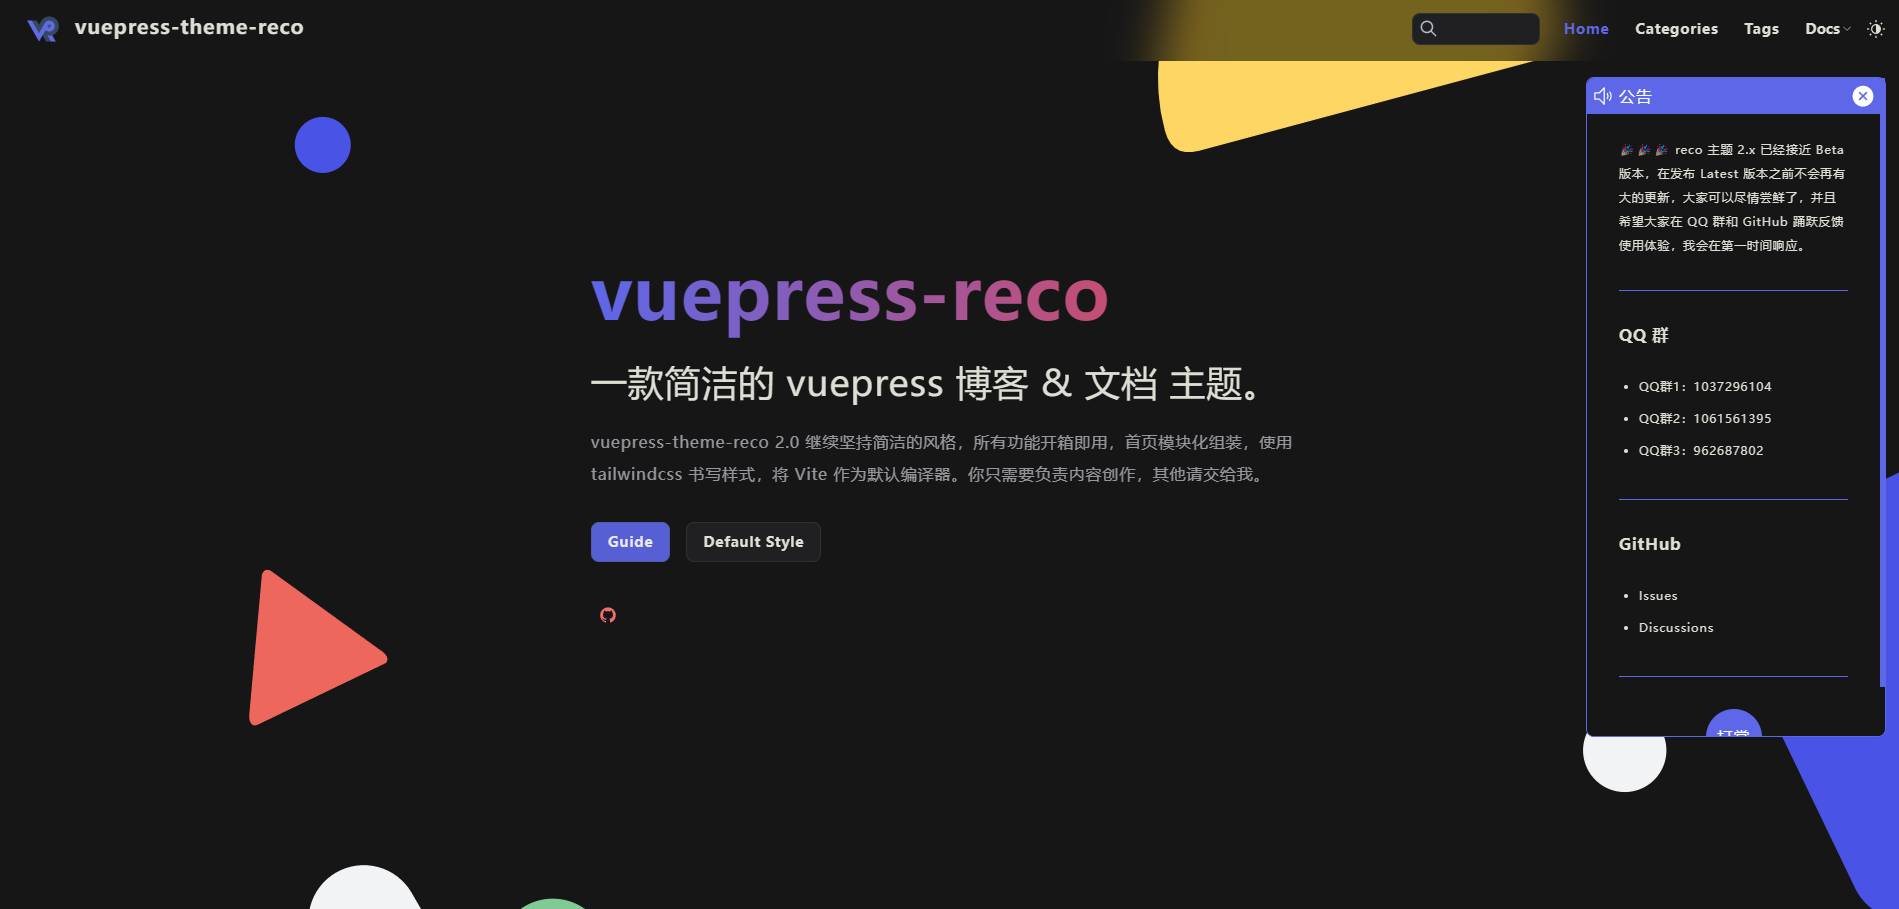 vuepress-theme-reco
Home
Categories
Tags
Docs
公告
🎉 🎉 🎉 reco 主题 2.x 已经接近 Beta
版本，在发布 Latest 版本之前不会再有
大的更新，大家可以尽情尝鲜了，并且
希望大家在 QQ 群和 GitHub 踊跃反馈
使用体验，我会在第一时间响应。
QQ 群
QQ群1：1037296104
QQ群2：1061561395
QQ群3：962687802
GitHub
Issues
Discussions
vuepress-reco
一款简洁的 vuepress 博客 & 文档 主题。
vuepress-theme-reco 2.0 继续坚持简洁的风格，所有功能开箱即用，首页模块化组装，使用
tailwindcss 书写样式，将 Vite 作为默认编译器。你只需要负责内容创作，其他请交给我。
Guide
Default Style